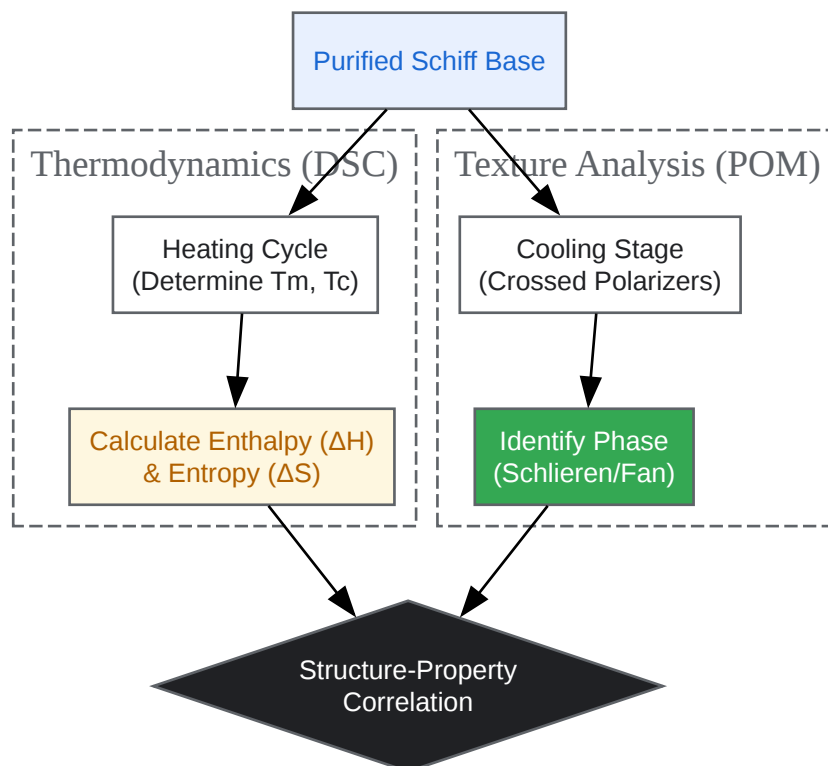 Purified Schiff Base
Thermodynamics (DSC)
Texture Analysis (POM)
Heating Cycle
(Determine Tm, Tc)
Cooling Stage
(Crossed Polarizers)
Calculate Enthalpy (ΔH)
& Entropy (ΔS)
Identify Phase
(Schlieren/Fan)
Structure-Property
Correlation